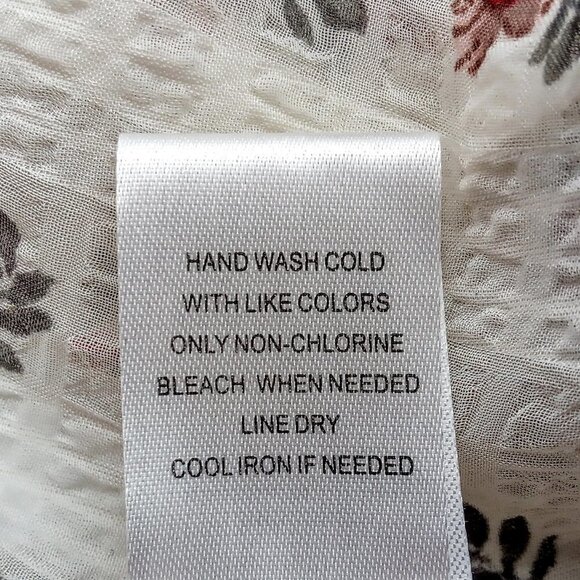 HAND WASH COLD
WITH LIKE COLORS
ONLY NON-CHLORINE
BLEACH WHEN NEEDED
LINE DRY
COOL IRON IF NEEDED